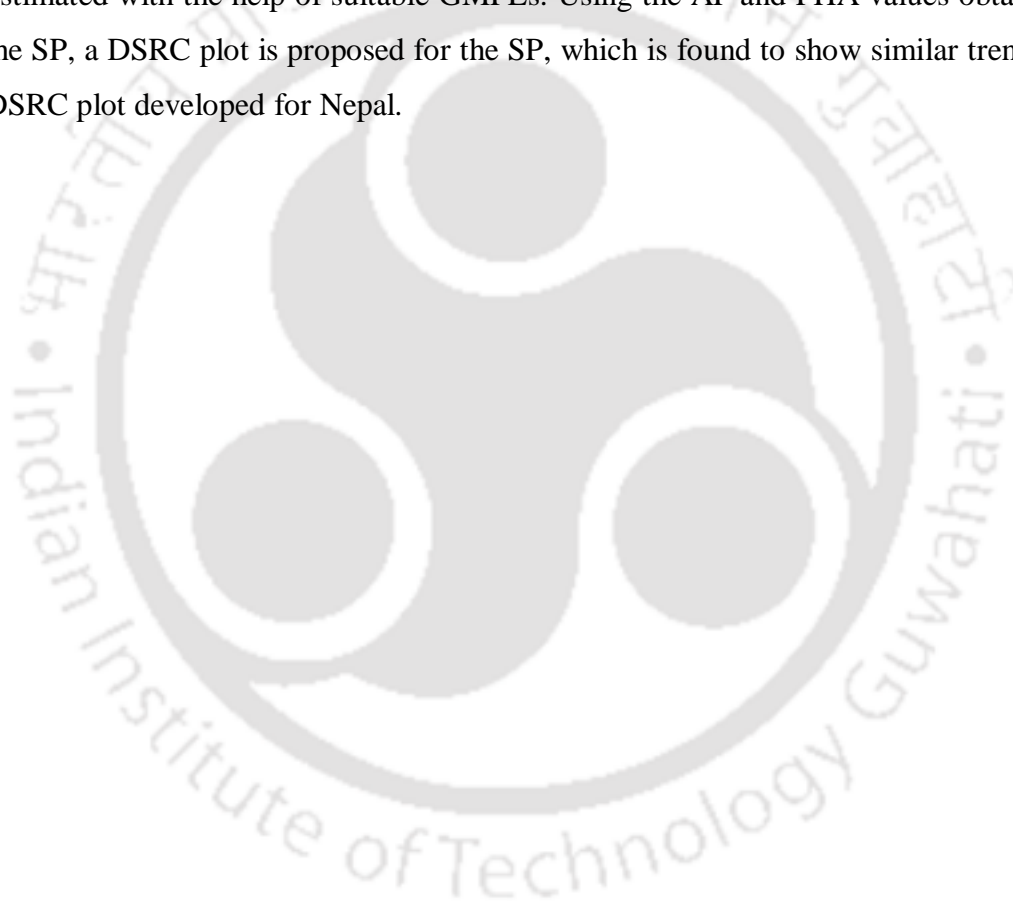 estimated with the help of suitable GMPEs. Using the AF and PHA values obta
he SP, a DSRC plot is proposed for the SP, which is found to show similar tren
DSRC plot developed for Nepal.
Indian Institute of Technology Guwahati